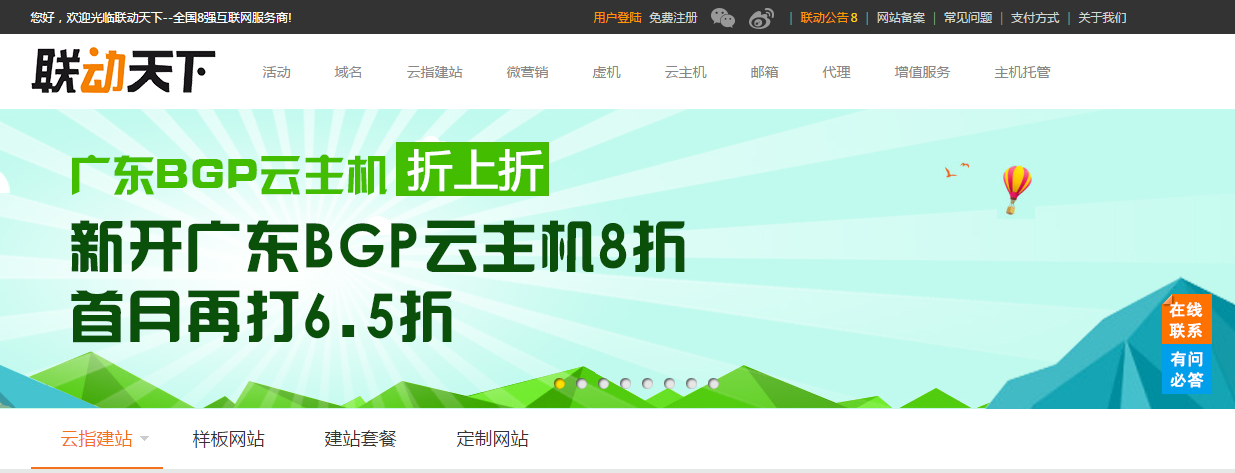 您好，欢迎光临联动天下--全国8强互联网服务商!
用户登陆 免费注册 | 联动公告 8 | 网站备案 | 常见问题 | 支付方式 | 关于我们
联动天下
活动 域名 云指建站 微营销 虚机 云主机 邮箱 代理 增值服务 主机托管
广东BGP云主机 折上折
新开广东BGP云主机8折
首月再打6.5折
在线
联系
有问
必答
云指建站 样板网站 建站套餐 定制网站